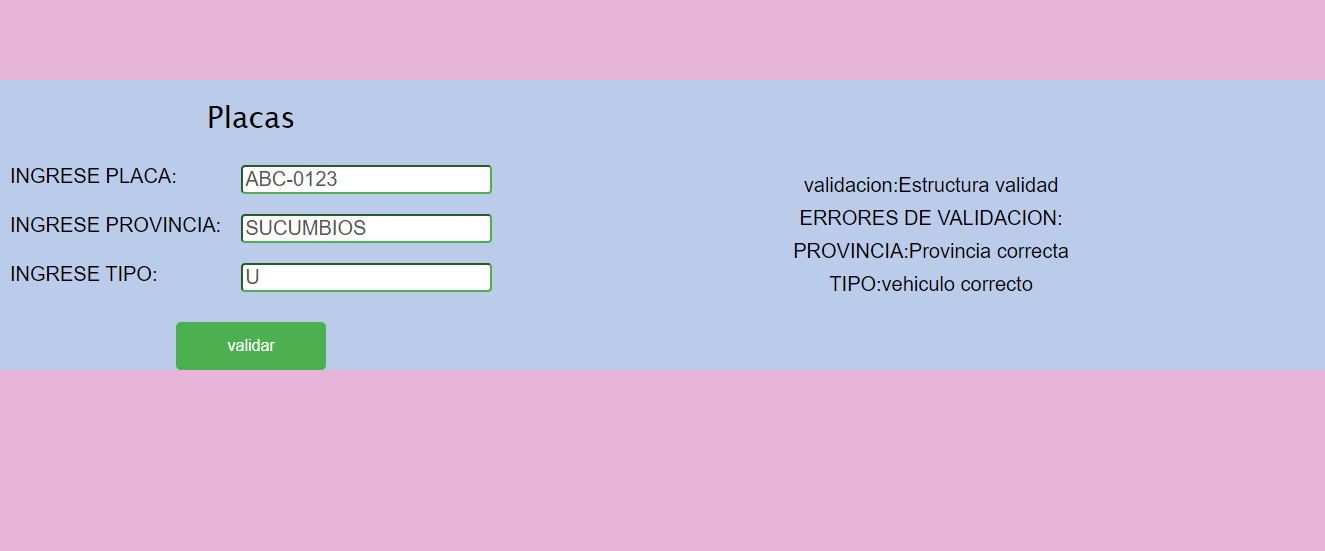 Placas
INGRESE PLACA: ABC-0123
INGRESE PROVINCIA: SUCUMBIOS
INGRESE TIPO: U
validar
validacion:Estructura validad
ERRORES DE VALIDACION:
PROVINCIA:Provincia correcta
TIPO:vehiculo correcto